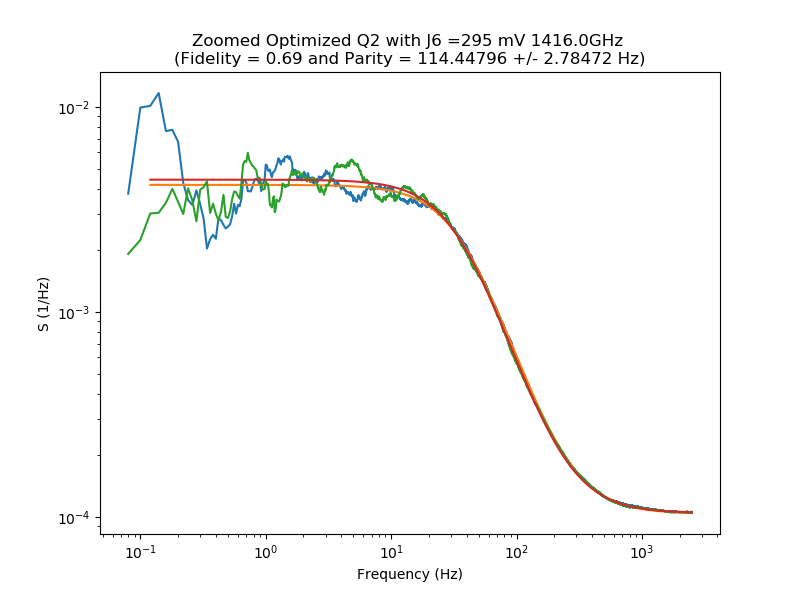 Zoomed Optimized Q2 with J6 =295 mV 1416.0GHz
(Fidelity = 0.69 and Parity = 114.44796 +/- 2.78472 Hz)
10⁻²
10⁻³
10⁻⁴
S (1/Hz)
10⁻¹ 10⁰ 10¹ 10² 10³
Frequency (Hz)